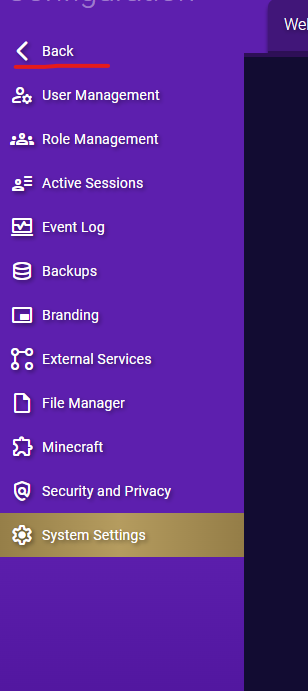 Back
User Management
Role Management
Active Sessions
Event Log
Backups
Branding
External Services
File Manager
Minecraft
Security and Privacy
System Settings